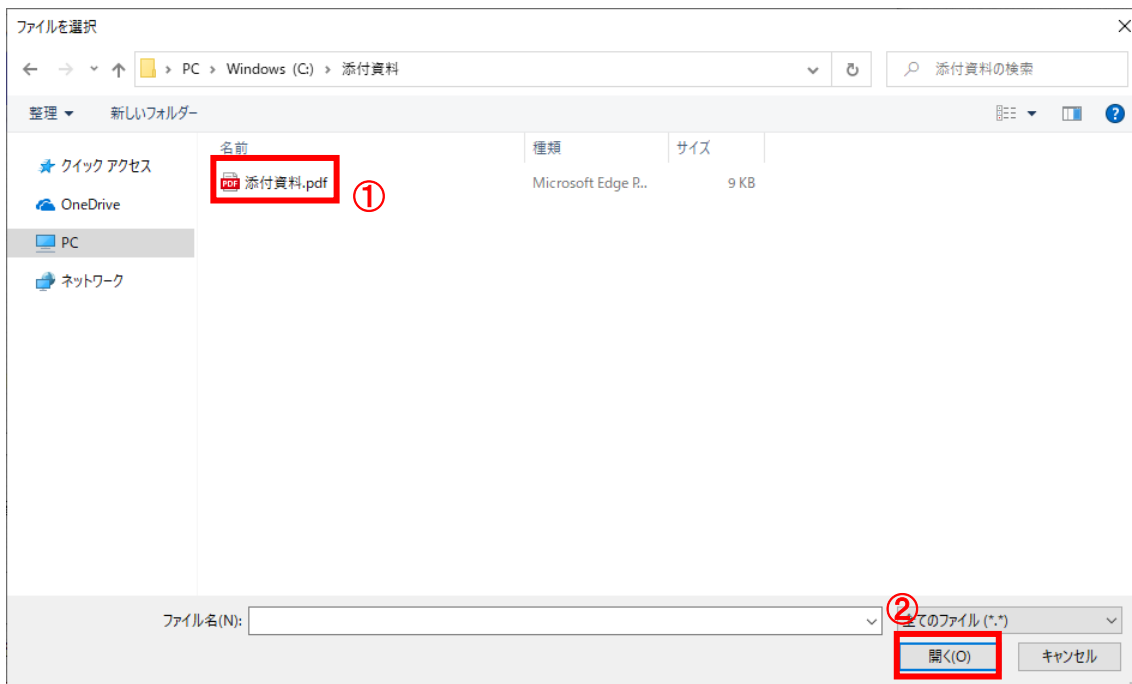 ファイルを選択
PC › Windows (C:) › 添付資料
添付資料の検索
整理 新しいフォルダー
名前 種類 サイズ
クイック アクセス
PDF 添付資料.pdf ① Microsoft Edge P... 9 KB
OneDrive
PC
ネットワーク
ファイル名(N):
② 全てのファイル (*.*)
開く(O) キャンセル